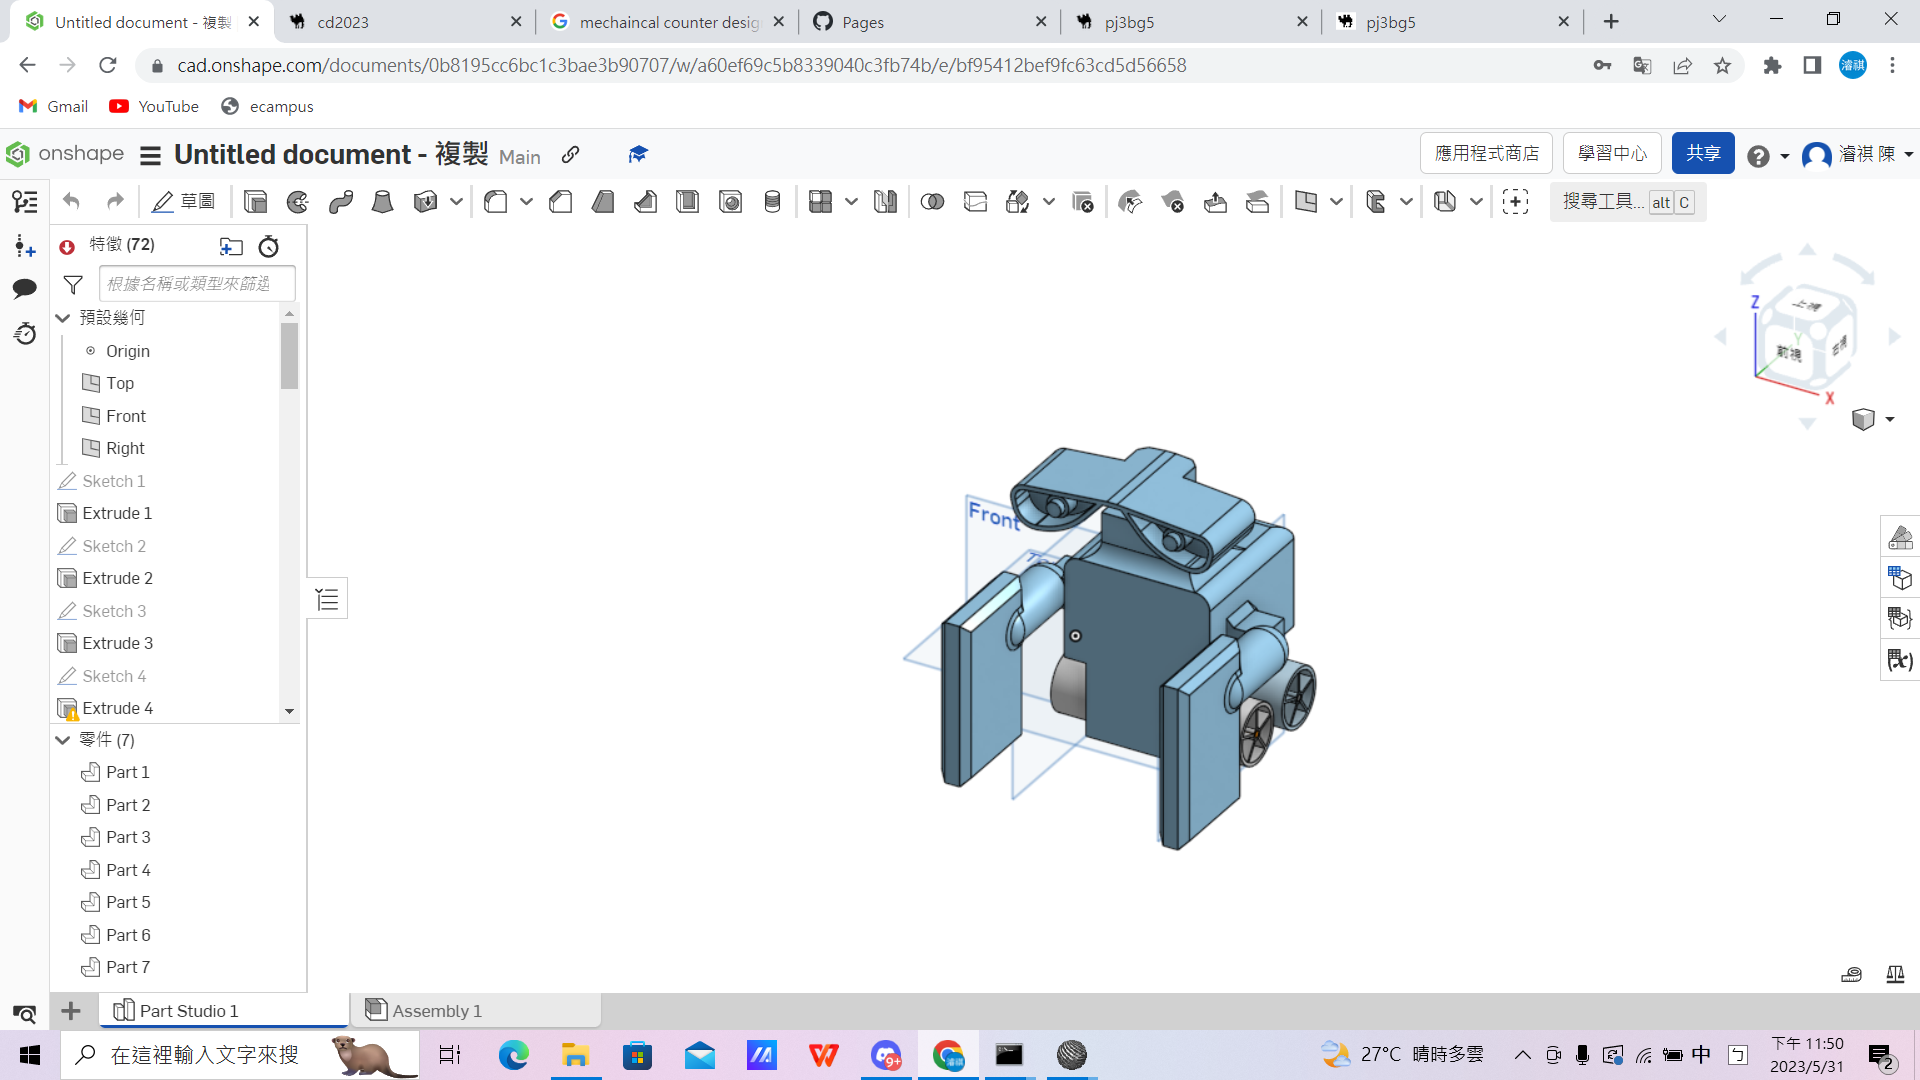 Untitled document - 複製
cd2023
mechaincal counter desig
Pages
pj3bg5
pj3bg5
cad.onshape.com/documents/0b8195cc6bc1c3bae3b90707/w/a60ef69c5b8339040c3fb74b/e/bf95412bef9fc63cd5d56658
濬祺
Gmail
YouTube
ecampus
onshape
Untitled document - 複製 Main
應用程式商店
學習中心
共享
濬祺 陳
草圖
搜尋工具... alt C
特徵 (72)
根據名稱或類型來篩選
預設幾何
Origin
Top
Front
Right
Sketch 1
Extrude 1
Sketch 2
Extrude 2
Sketch 3
Extrude 3
Sketch 4
Extrude 4
零件 (7)
Part 1
Part 2
Part 3
Part 4
Part 5
Part 6
Part 7
Front
Z
上視
Y
前視
右視
X
(x)
Part Studio 1
Assembly 1
在這裡輸入文字來搜
9+
27°C 晴時多雲
中
下午 11:50
2023/5/31
2